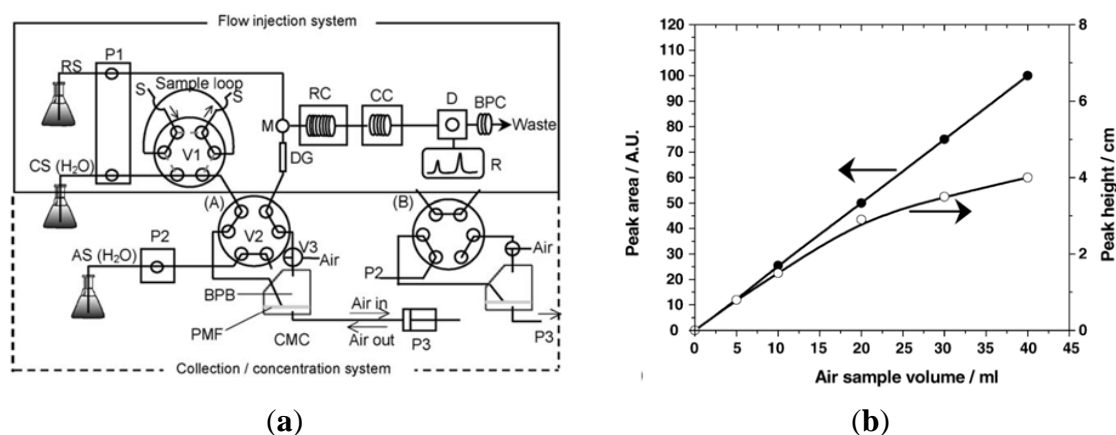 Flow injection system
RS
P1
Sample loop
S
S
V1
CS (H₂O)
M
RC
CC
D
BPC
Waste
R
DG
(A)
V2
V3
Air
AS (H₂O)
P2
BPB
PMF
CMC
Air in
Air out
P3
Collection / concentration system
(B)
Air
P2
P3
(a)
Peak area / A.U.
120
110
100
90
80
70
60
50
40
30
20
10
0
0 5 10 15 20 25 30 35 40 45
Air sample volume / ml
8
6
4
2
0
Peak height / cm
(b)